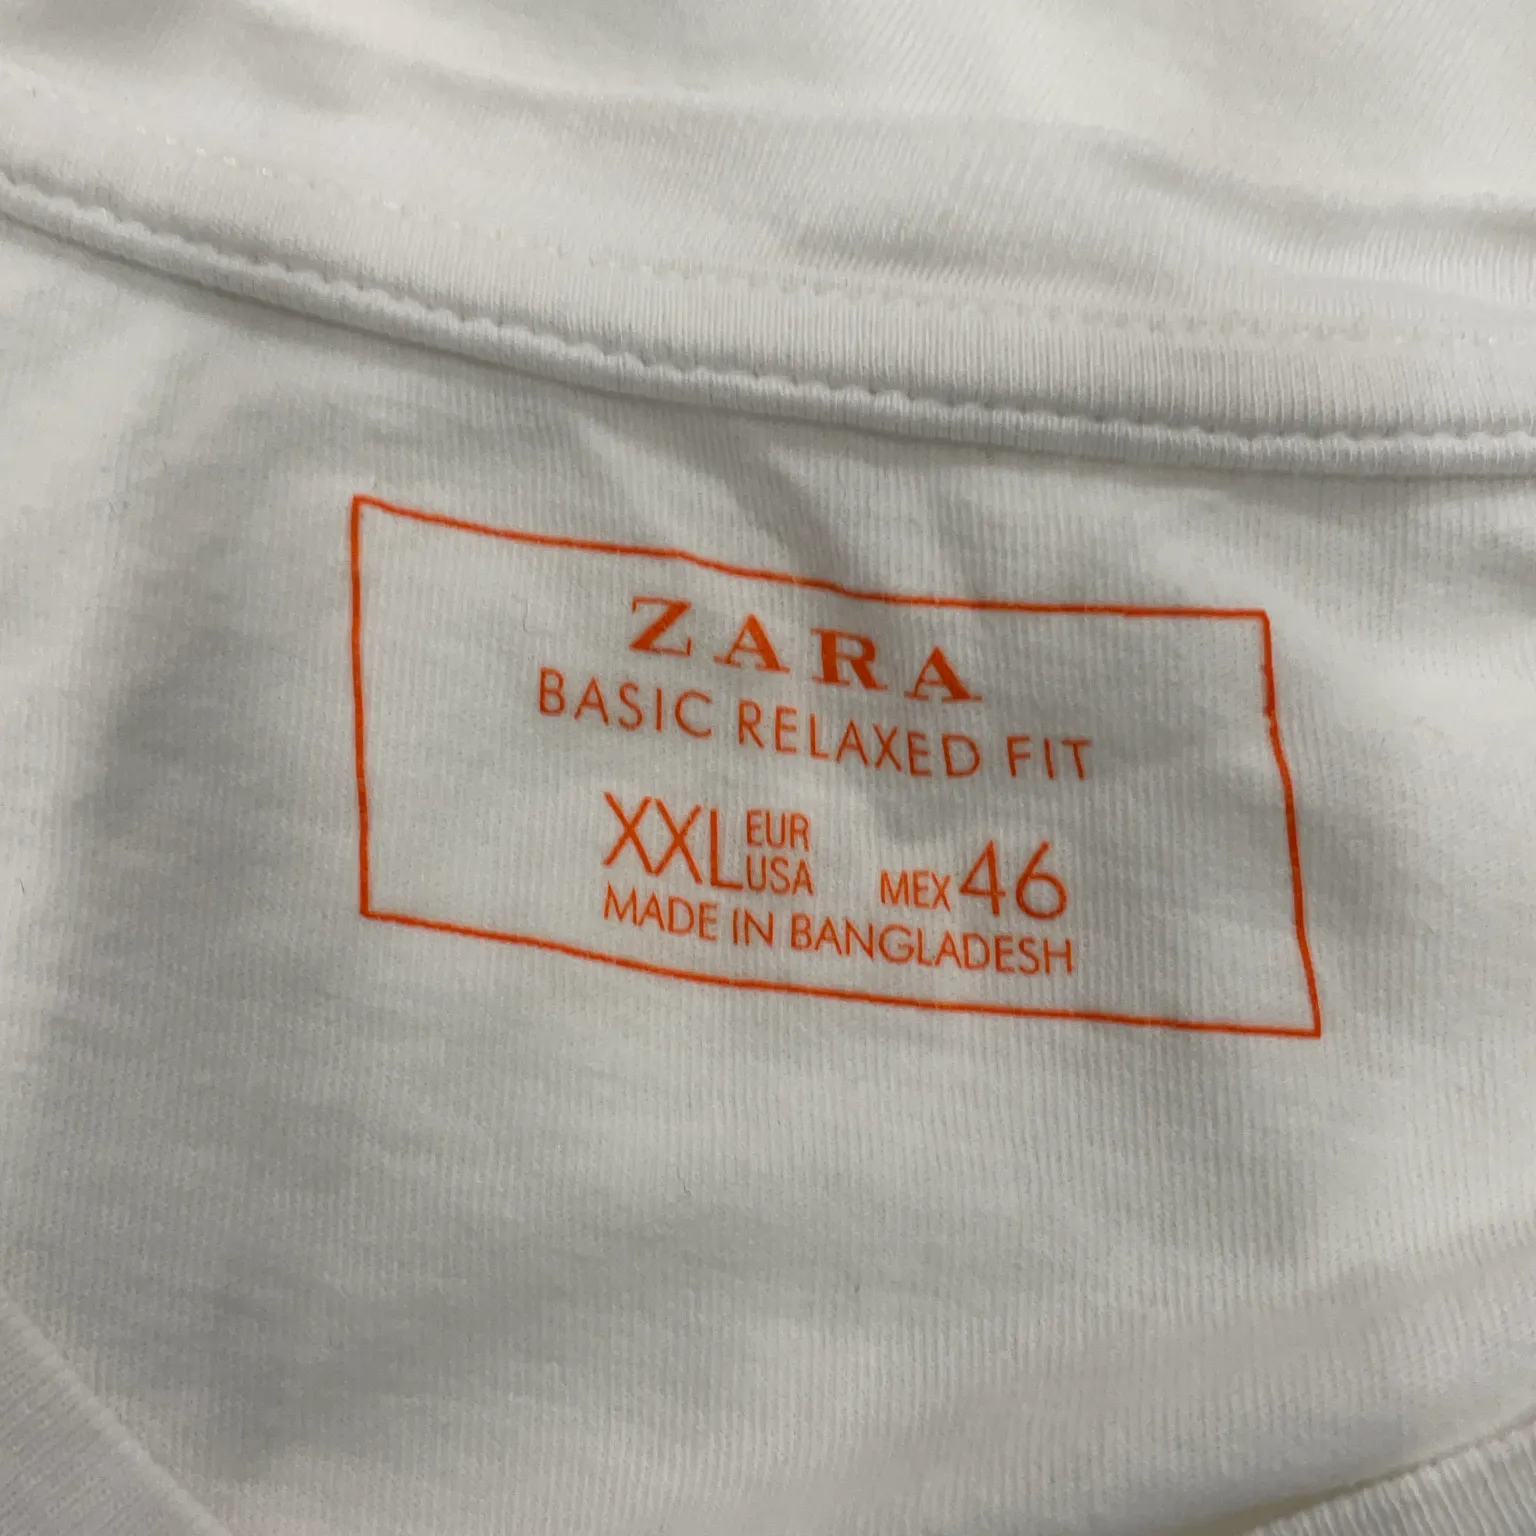 ZARA
BASIC RELAXED FIT
XXL EUR USA MEX 46
MADE IN BANGLADESH